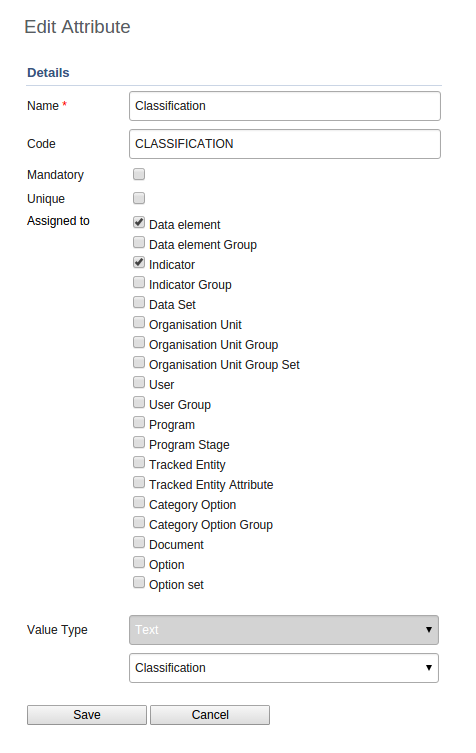 Edit Attribute
Details
Name * Classification
Code CLASSIFICATION
Mandatory
Unique
Assigned to Data element
Data element Group
Indicator
Indicator Group
Data Set
Organisation Unit
Organisation Unit Group
Organisation Unit Group Set
User
User Group
Program
Program Stage
Tracked Entity
Tracked Entity Attribute
Category Option
Category Option Group
Document
Option
Option set
Value Type Text
Classification
Save Cancel